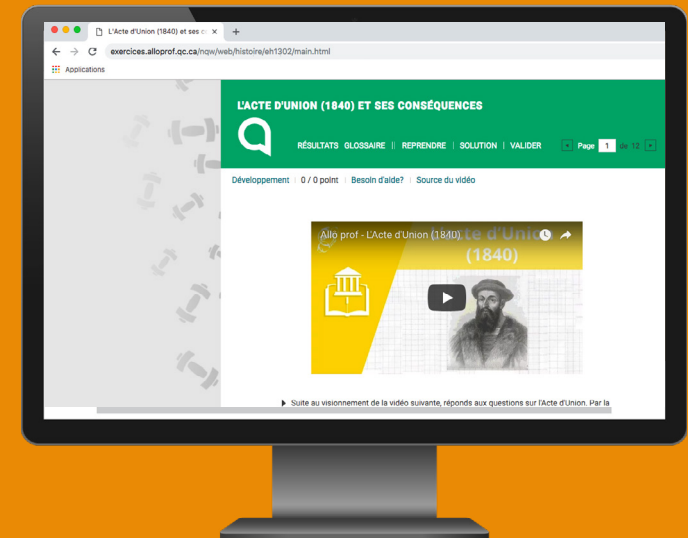 L'Acte d'Union (1840) et ses c
exercices.alloprof.qc.ca/nqw/web/histoire/eh1302/main.html
Applications
L'ACTE D'UNION (1840) ET SES CONSÉQUENCES
RÉSULTATS GLOSSAIRE || REPRENDRE | SOLUTION | VALIDER Page 1 de 12
Développement | 0 / 0 point | Besoin d'aide? | Source du vidéo
Allô prof - L'Acte d'Union (1840)
te d'Unio
(1840)
Suite au visionnement de la vidéo suivante, réponds aux questions sur l'Acte d'Union. Par la